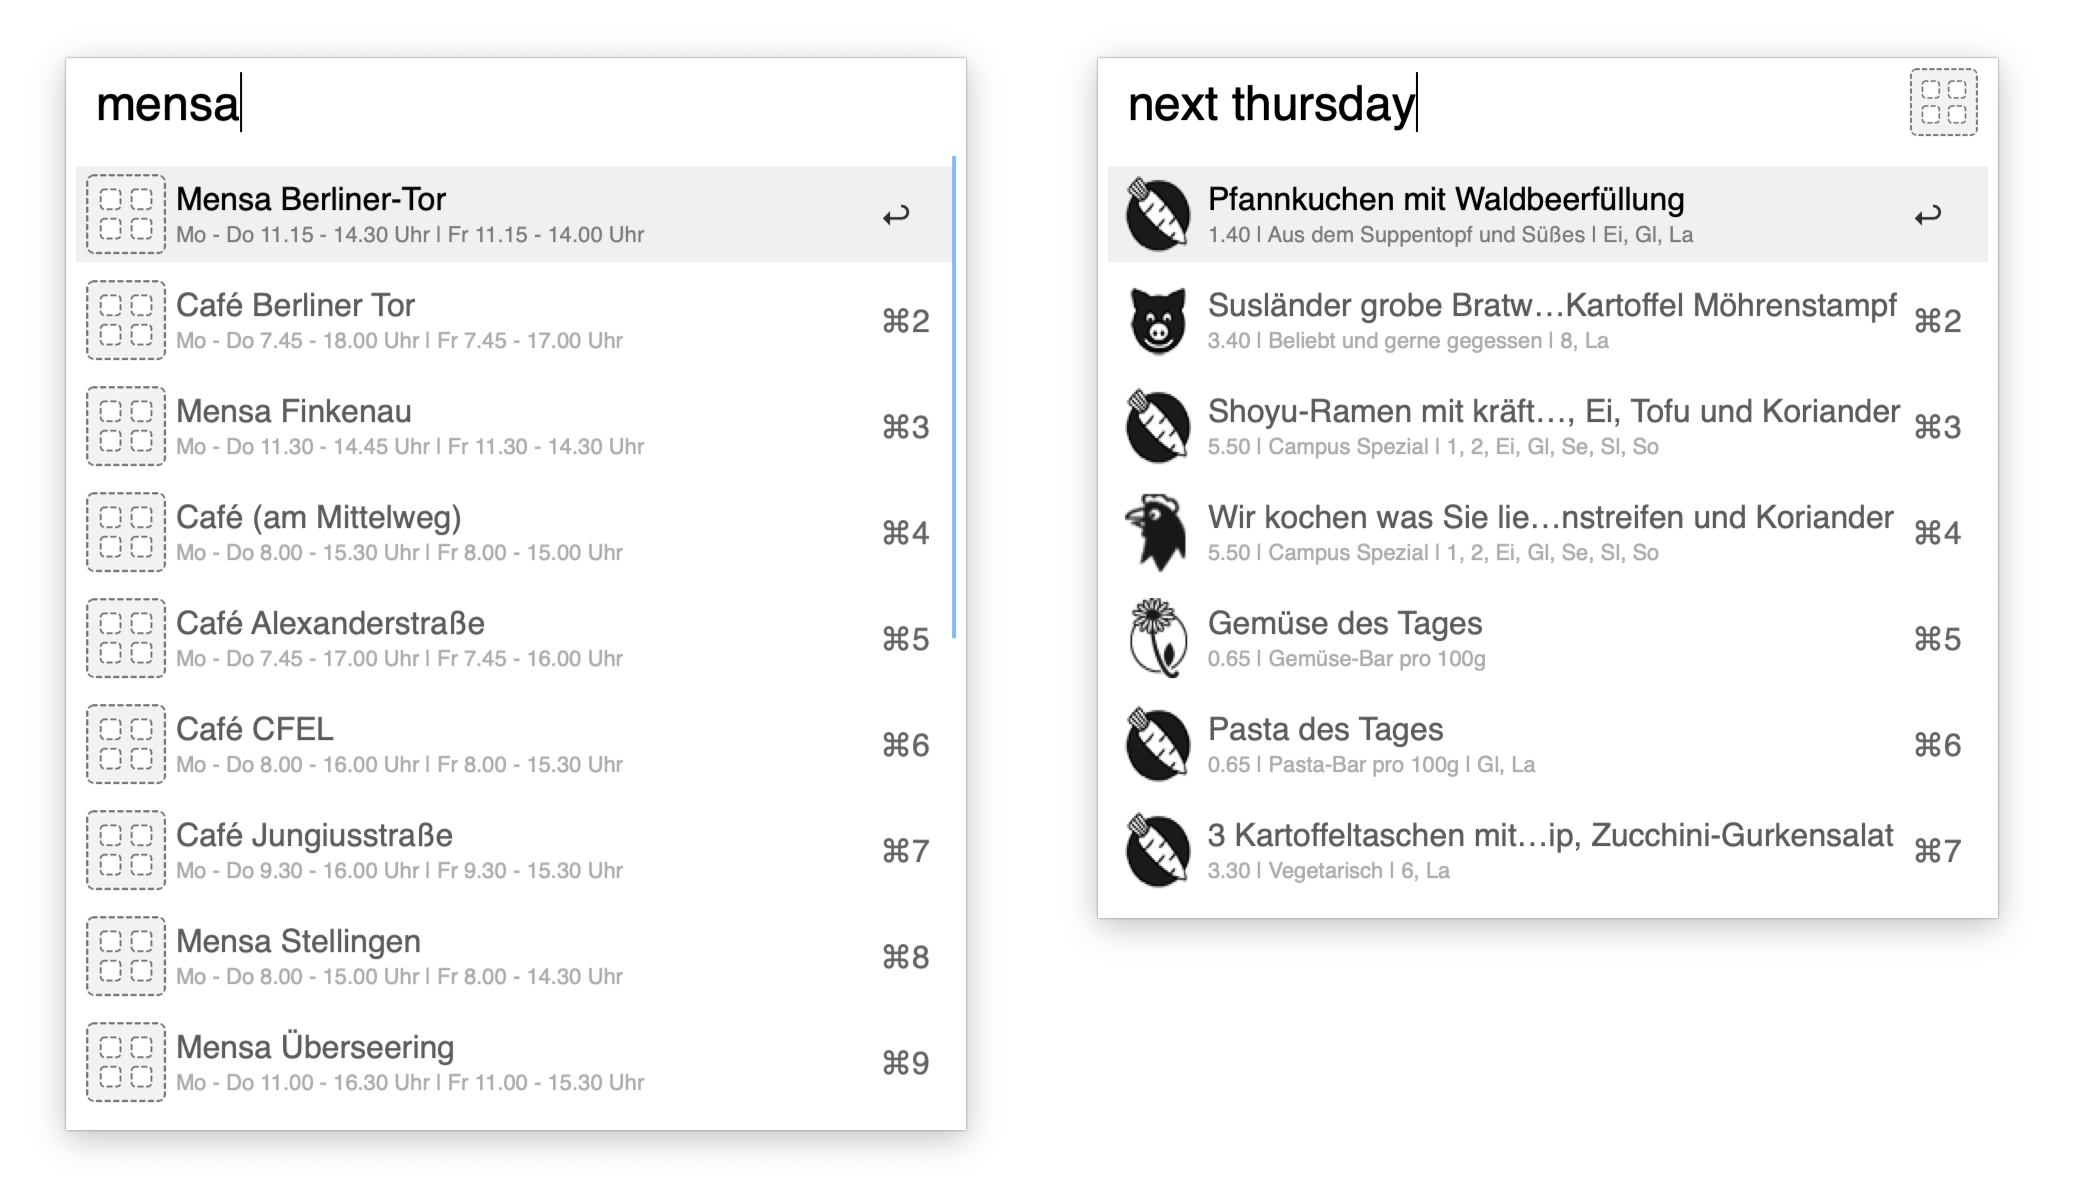 mensa
Mensa Berliner-Tor
Mo - Do 11.15 - 14.30 Uhr | Fr 11.15 - 14.00 Uhr
Café Berliner Tor
Mo - Do 7.45 - 18.00 Uhr | Fr 7.45 - 17.00 Uhr
⌘2
Mensa Finkenau
Mo - Do 11.30 - 14.45 Uhr | Fr 11.30 - 14.30 Uhr
⌘3
Café (am Mittelweg)
Mo - Do 8.00 - 15.30 Uhr | Fr 8.00 - 15.00 Uhr
⌘4
Café Alexanderstraße
Mo - Do 7.45 - 17.00 Uhr | Fr 7.45 - 16.00 Uhr
⌘5
Café CFEL
Mo - Do 8.00 - 16.00 Uhr | Fr 8.00 - 15.30 Uhr
⌘6
Café Jungiusstraße
Mo - Do 9.30 - 16.00 Uhr | Fr 9.30 - 15.30 Uhr
⌘7
Mensa Stellingen
Mo - Do 8.00 - 15.00 Uhr | Fr 8.00 - 14.30 Uhr
⌘8
Mensa Überseering
Mo - Do 11.00 - 16.30 Uhr | Fr 11.00 - 15.30 Uhr
⌘9
next thursday
Pfannkuchen mit Waldbeerfüllung
1.40 | Aus dem Suppentopf und Süßes | Ei, Gl, La
Susländer grobe Bratw…Kartoffel Möhrenstampf
3.40 | Beliebt und gerne gegessen | 8, La
⌘2
Shoyu-Ramen mit kräft…, Ei, Tofu und Koriander
5.50 | Campus Spezial | 1, 2, Ei, Gl, Se, Sl, So
⌘3
Wir kochen was Sie lie…nstreifen und Koriander
5.50 | Campus Spezial | 1, 2, Ei, Gl, Se, Sl, So
⌘4
Gemüse des Tages
0.65 | Gemüse-Bar pro 100g
⌘5
Pasta des Tages
0.65 | Pasta-Bar pro 100g | Gl, La
⌘6
3 Kartoffeltaschen mit…ip, Zucchini-Gurkensalat
3.30 | Vegetarisch | 6, La
⌘7